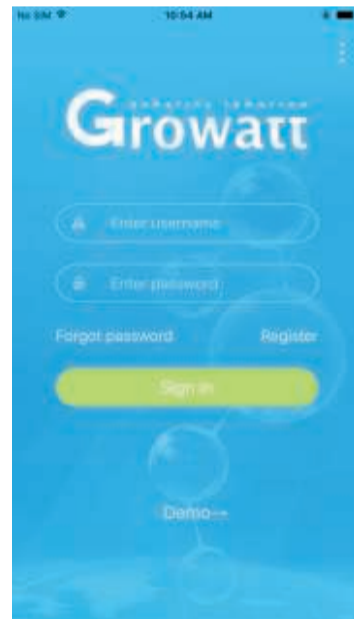 No SIM 10:54 AM
Growatt
Enter username
Enter password
Forgot password Register
Sign in
Demo